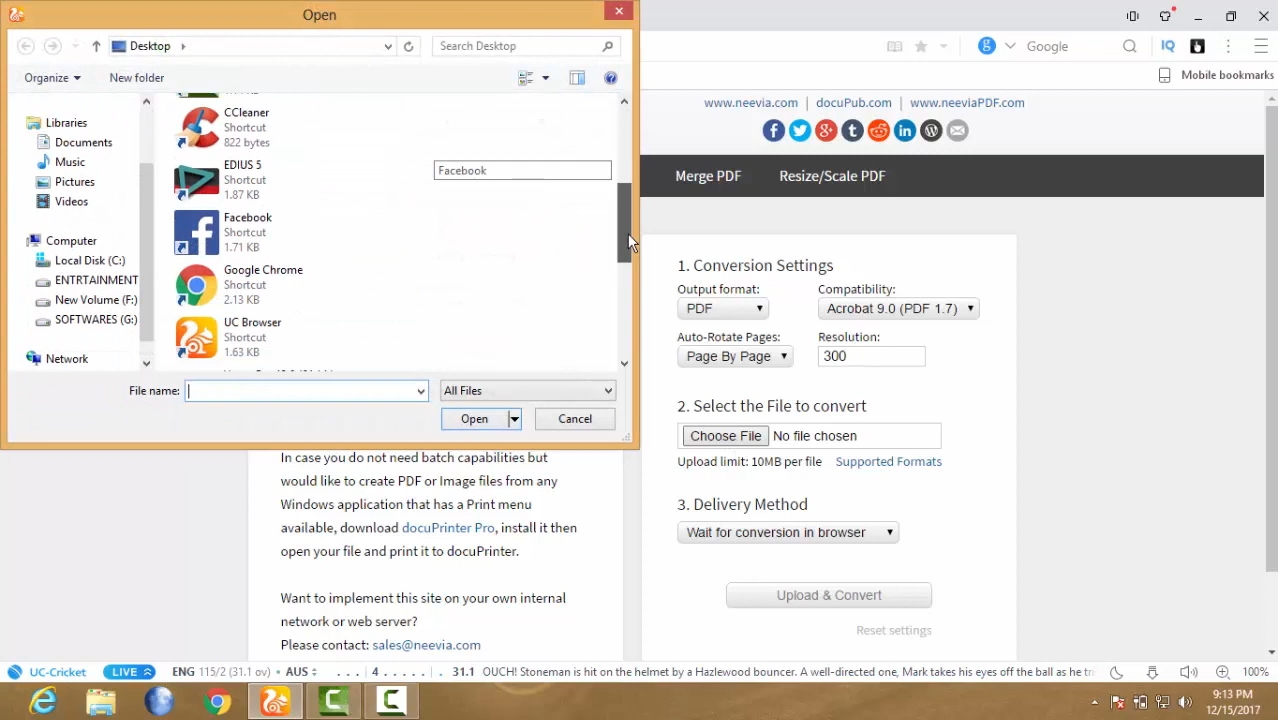 Open
Desktop
Search Desktop
Organize
New folder
Libraries
Documents
Music
Pictures
Videos
Computer
Local Disk (C:)
ENTRTAINMENT
New Volume (F:)
SOFTWARES (G:)
Network
CCleaner
Shortcut
822 bytes
EDIUS 5
Shortcut
1.87 KB
Facebook
Shortcut
1.71 KB
Google Chrome
Shortcut
2.13 KB
UC Browser
Shortcut
1.63 KB
Facebook
File name:
All Files
Open
Cancel
Google
IQ
Mobile bookmarks
www.neevia.com | docuPub.com | www.neeviaPDF.com
Merge PDF
Resize/Scale PDF
1. Conversion Settings
Output format:
Compatibility:
PDF
Acrobat 9.0 (PDF 1.7)
Auto-Rotate Pages:
Resolution:
Page By Page
300
2. Select the File to convert
Choose File No file chosen
Upload limit: 10MB per file
Supported Formats
3. Delivery Method
Wait for conversion in browser
Upload & Convert
Reset settings
In case you do not need batch capabilities but
would like to create PDF or Image files from any
Windows application that has a Print menu
available, download docuPrinter Pro, install it then
open your file and print it to docuPrinter.
Want to implement this site on your own internal
network or web server?
Please contact: sales@neevia.com
UC-Cricket
LIVE
ENG 115/2 (31.1 ov)
AUS
4 . . . . .
31.1
OUCH! Stoneman is hit on the helmet by a Hazlewood bouncer. A well-directed one, Mark takes his eyes off the ball as he
100%
9:13 PM
12/15/2017